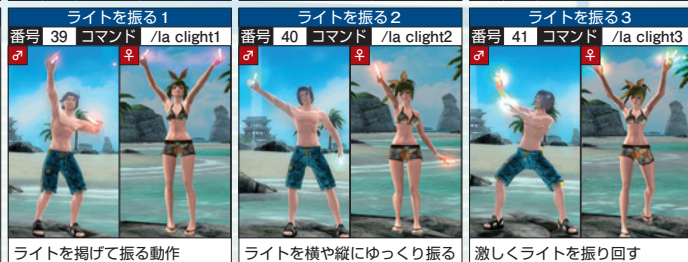 ライトを振る1
番号 39 コマンド /la clight1
♂ ♀
ライトを掲げて振る動作
ライトを振る2
番号 40 コマンド /la clight2
♂ ♀
ライトを横や縦にゆっくり振る
ライトを振る3
番号 41 コマンド /la clight3
♂ ♀
激しくライトを振り回す